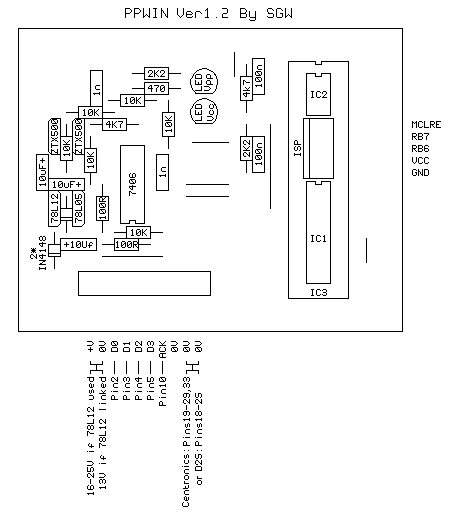 PPWIN Ver1.2 By SGW
2K2
470
1n
10K
10K
4K7
LED
Vpp
LED
Vcc
4k7
100n
IC2
ZTX500
10K
ZTX500
10K
10K
2K2
100n
ISP
MCLRE
RB7
RB6
VCC
GND
10uF+
10uF+
7406
1n
78L12
78L05
100R
10K
IC1
2*
IN4148
+10Uf
100R
IC3
+V
0V
D0
D1
D2
D3
ACK
0V
0V
0V
16-25V if 78L12 used
13V if 78L12 linked
Pin2
Pin3
Pin4
Pin5
Pin10
Centronics:Pins19-29,33
or D25:Pins18-25